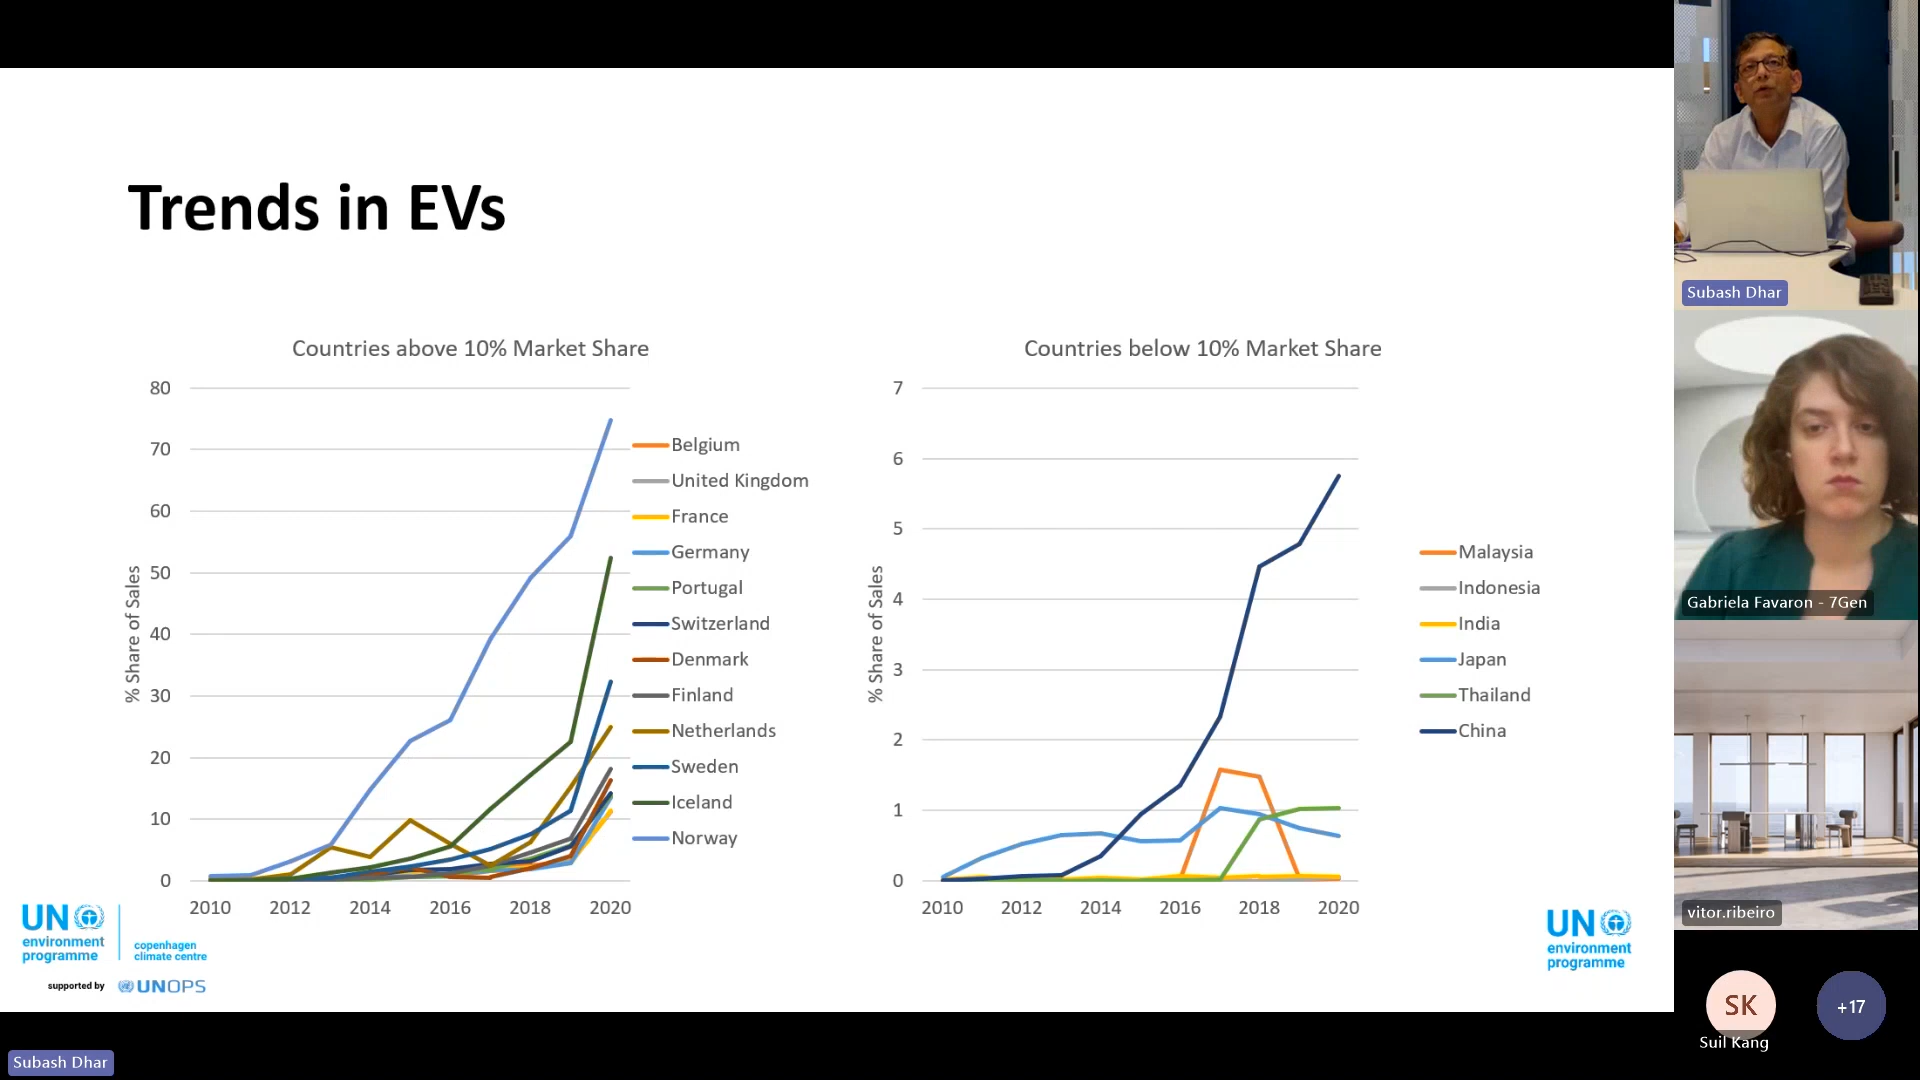 Trends in EVs
Countries above 10% Market Share
80
70
60
50
40
30
20
10
0
% Share of Sales
2010 2012 2014 2016 2018 2020
Belgium
United Kingdom
France
Germany
Portugal
Switzerland
Denmark
Finland
Netherlands
Sweden
Iceland
Norway
Countries below 10% Market Share
7
6
5
4
3
2
1
0
% Share of Sales
2010 2012 2014 2016 2018 2020
Malaysia
Indonesia
India
Japan
Thailand
China
UN
environment
programme
copenhagen
climate centre
supported by UNOPS
UN
environment
programme
Subash Dhar
Gabriela Favaron - 7Gen
vitor.ribeiro
SK
Suil Kang
+17
Subash Dhar